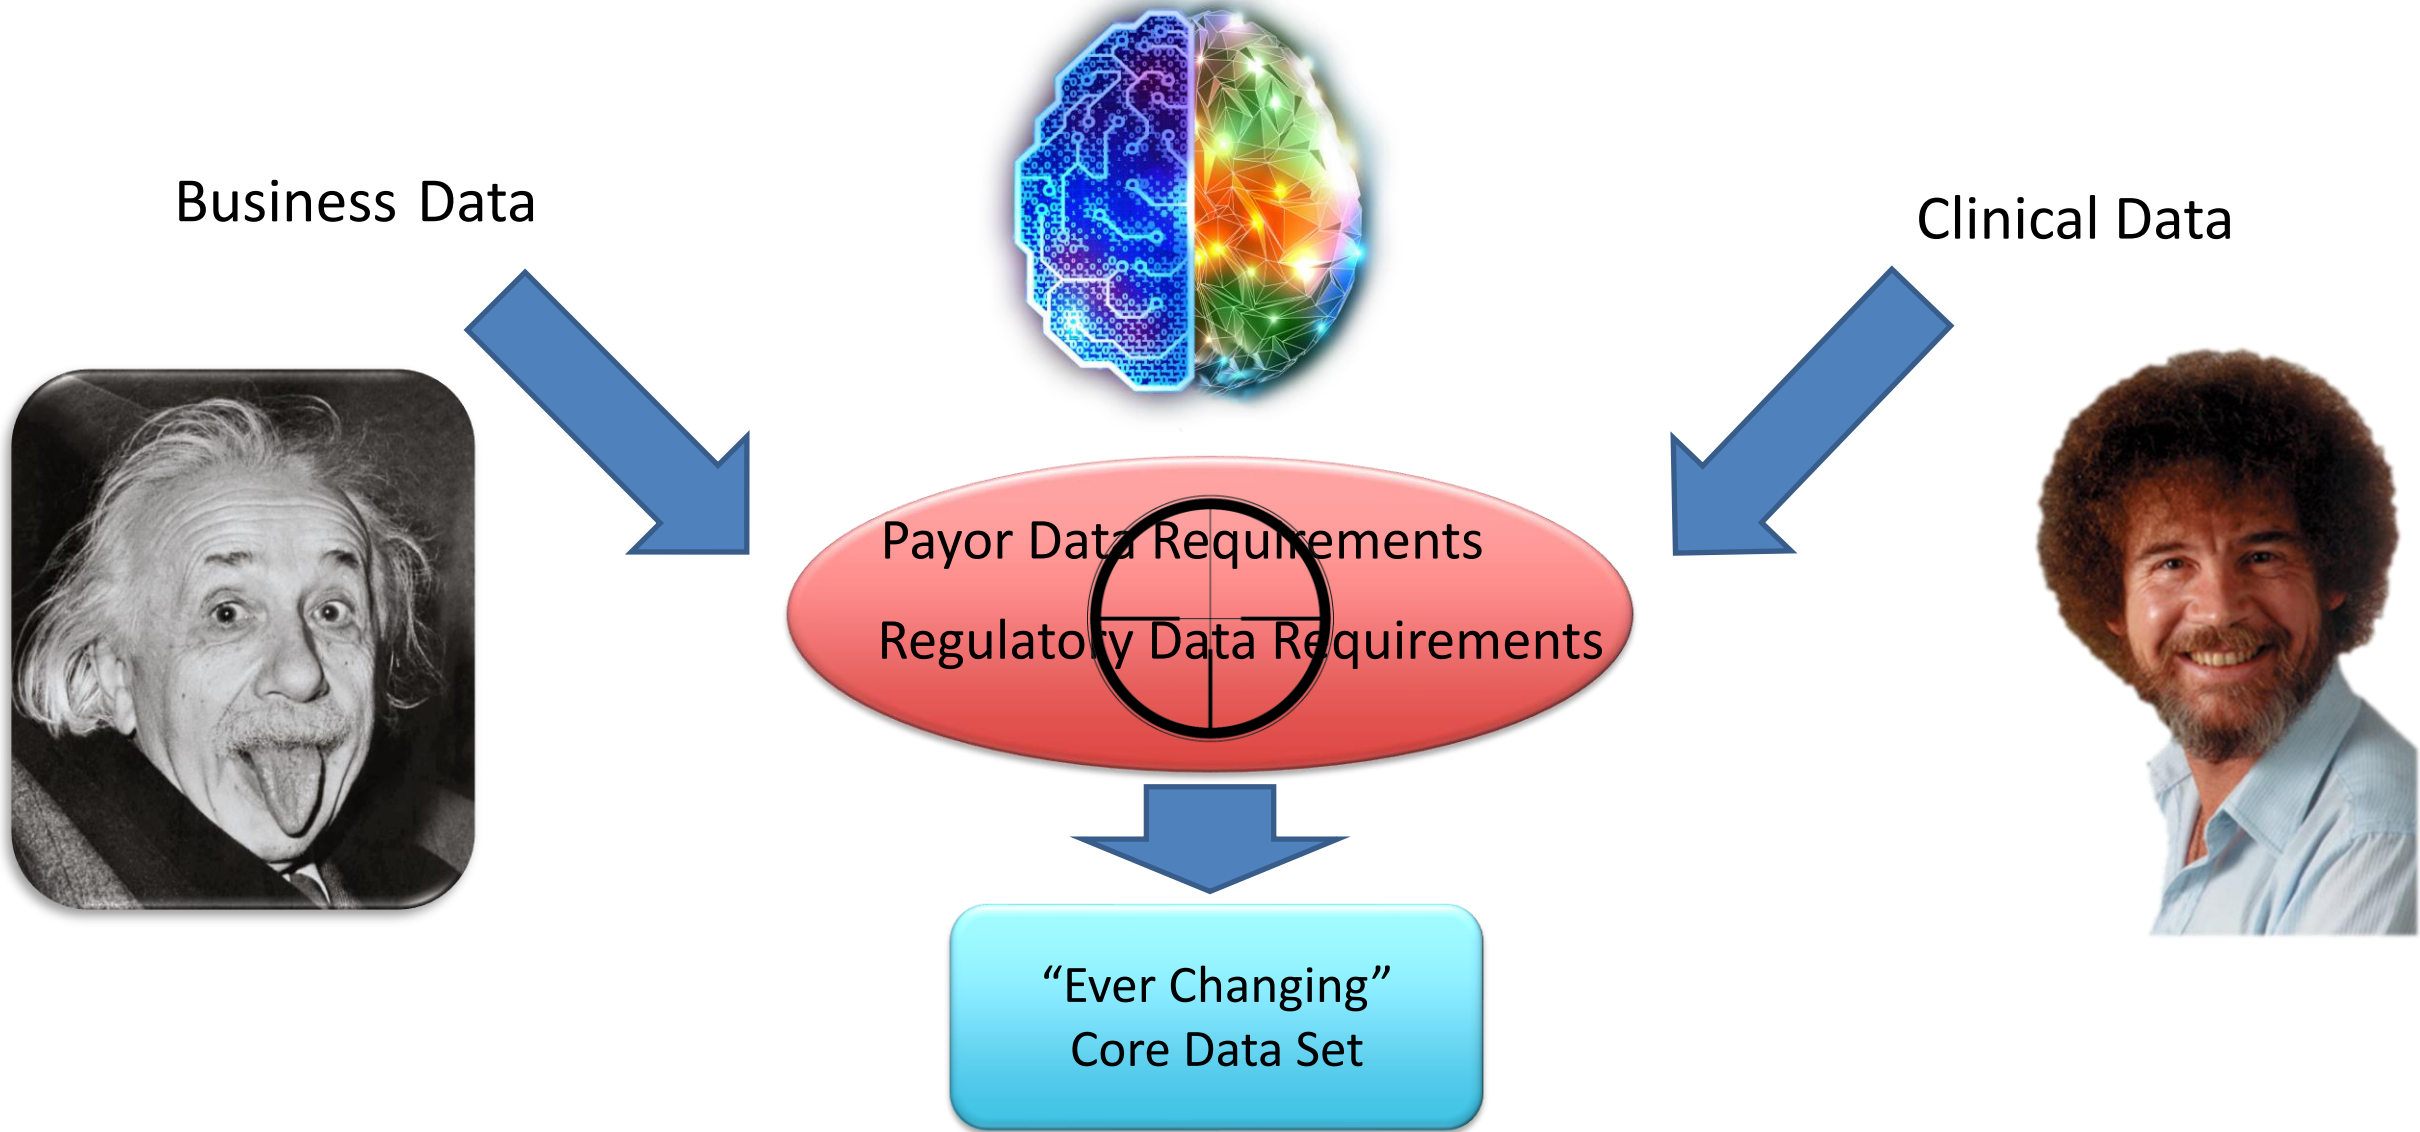 Business Data
Clinical Data
Payor Data Requirements
Regulatory Data Requirements
“Ever Changing”
Core Data Set